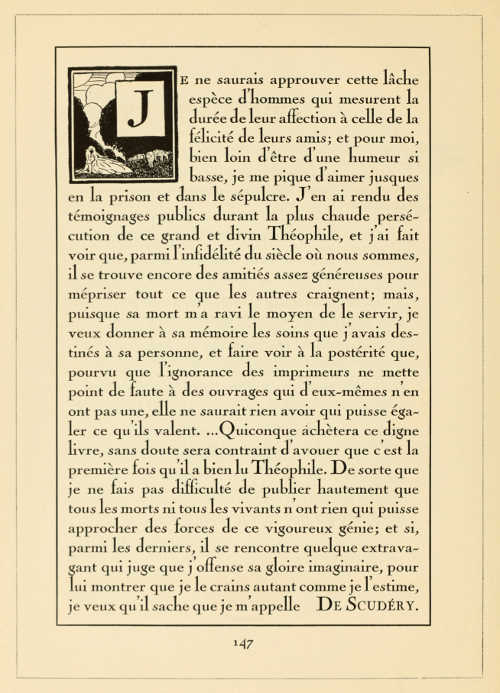 JE ne saurais approuver cette lâche
espèce d'hommes qui mesurent la
durée de leur affection à celle de la
félicité de leurs amis; et pour moi,
bien loin d'être d'une humeur si
basse, je me pique d'aimer jusques
en la prison et dans le sépulcre. J'en ai rendu des
témoignages publics durant la plus chaude persé-
cution de ce grand et divin Théophile, et j'ai fait
voir que, parmi l'infidélité du siècle où nous sommes,
il se trouve encore des amitiés assez généreuses pour
mépriser tout ce que les autres craignent; mais,
puisque sa mort m'a ravi le moyen de le servir, je
veux donner à sa mémoire les soins que j'avais des-
tinés à sa personne, et faire voir à la postérité que,
pourvu que l'ignorance des imprimeurs ne mette
point de faute à des ouvrages qui d'eux-mêmes n'en
ont pas une, elle ne saurait rien avoir qui puisse éga-
ler ce qu'ils valent. ...Quiconque achètera ce digne
livre, sans doute sera contraint d'avouer que c'est la
première fois qu'il a bien lu Théophile. De sorte que
je ne fais pas difficulté de publier hautement que
tous les morts ni tous les vivants n'ont rien qui puisse
approcher des forces de ce vigoureux génie; et si,
parmi les derniers, il se rencontre quelque extrava-
gant qui juge que j'offense sa gloire imaginaire, pour
lui montrer que je le crains autant comme je l'estime,
je veux qu'il sache que je m'appelle DE SCUDÉRY.
147